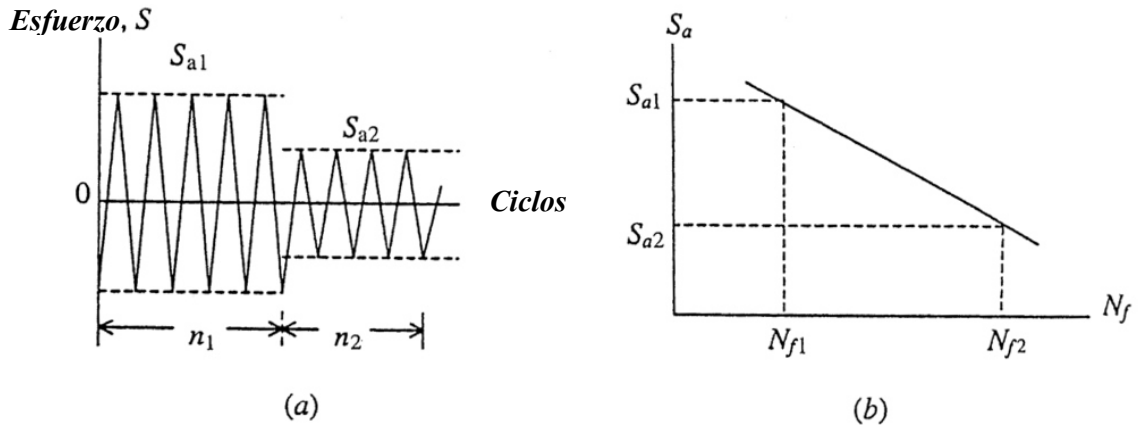 Esfuerzo, S
S_a1
S_a2
0
Ciclos
n_1
n_2
(a)
S_a
S_a1
S_a2
N_f
N_f1
N_f2
(b)